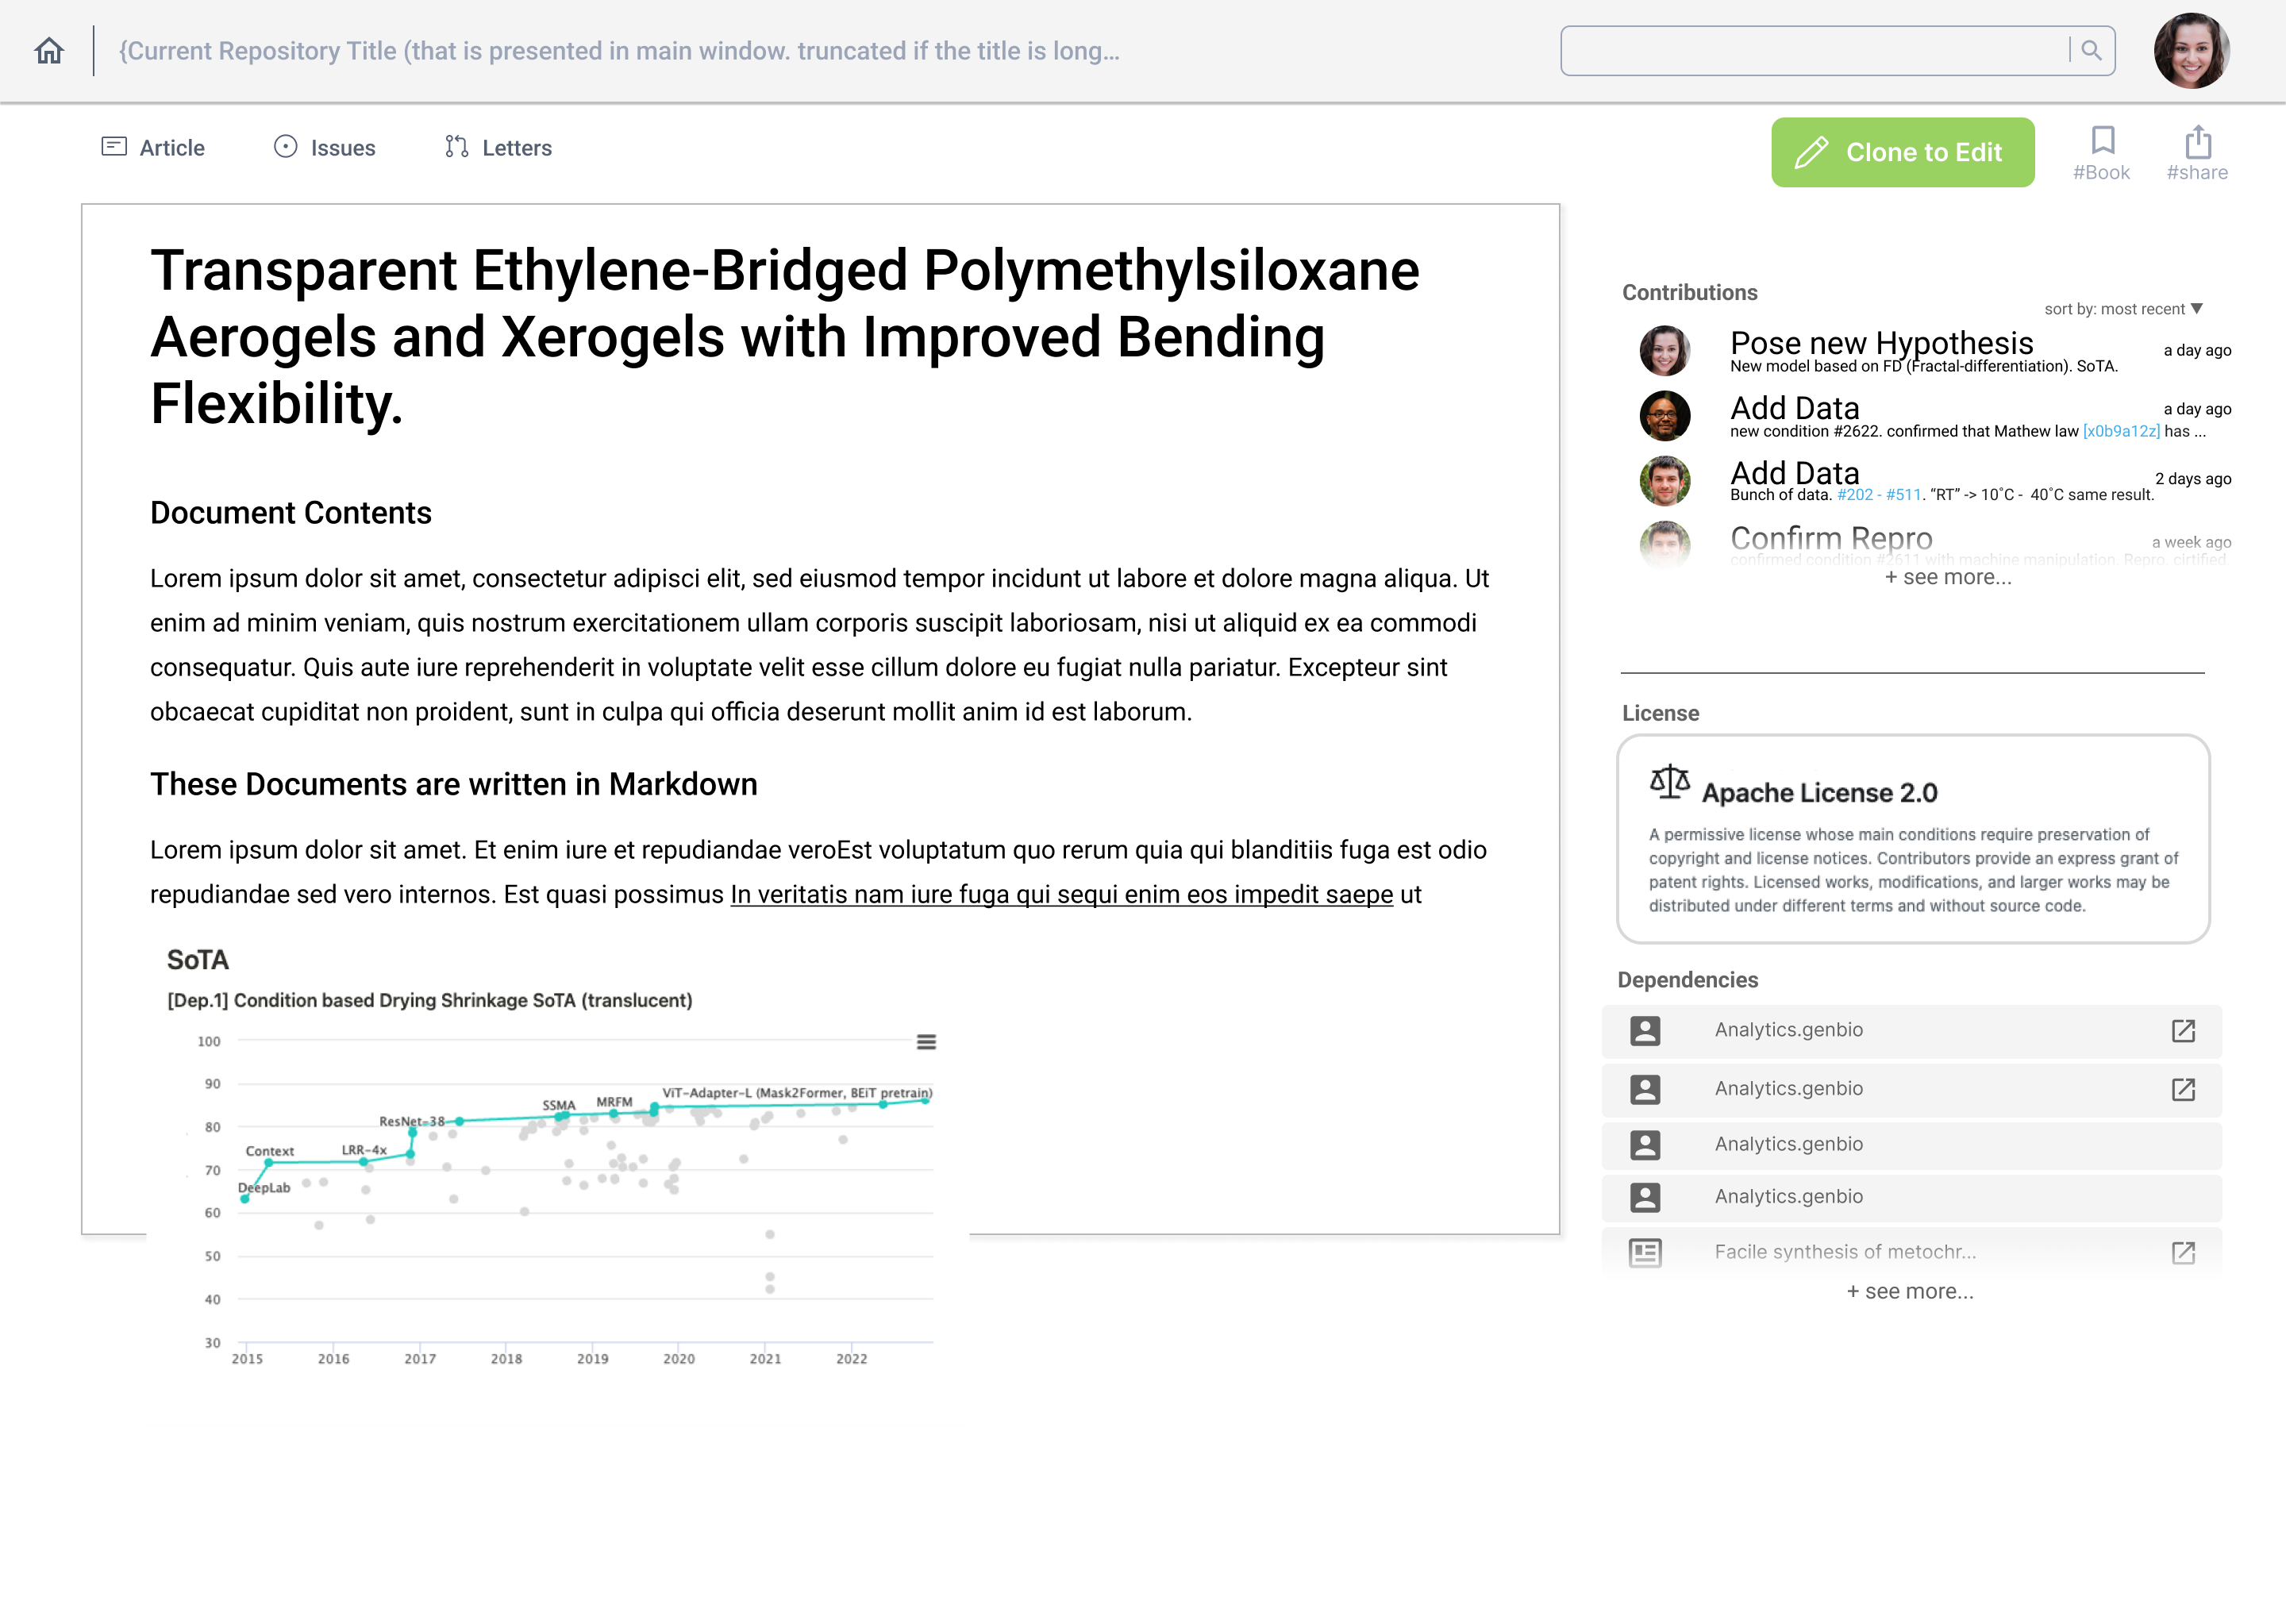 {Current Repository Title (that is presented in main window. truncated if the title is long...
Article
Issues
Letters
Clone to Edit
#Book
#share
Transparent Ethylene-Bridged Polymethylsiloxane
Aerogels and Xerogels with Improved Bending
Flexibility.
Document Contents
Lorem ipsum dolor sit amet, consectetur adipisci elit, sed eiusmod tempor incidunt ut labore et dolore magna aliqua. Ut
enim ad minim veniam, quis nostrum exercitationem ullam corporis suscipit laboriosam, nisi ut aliquid ex ea commodi
consequatur. Quis aute iure reprehenderit in voluptate velit esse cillum dolore eu fugiat nulla pariatur. Excepteur sint
obcaecat cupiditat non proident, sunt in culpa qui officia deserunt mollit anim id est laborum.
These Documents are written in Markdown
Lorem ipsum dolor sit amet. Et enim iure et repudiandae veroEst voluptatum quo rerum quia qui blanditiis fuga est odio
repudiandae sed vero internos. Est quasi possimus In veritatis nam iure fuga qui sequi enim eos impedit saepe ut
SoTA
[Dep.1] Condition based Drying Shrinkage SoTA (translucent)
100
90
80
70
60
50
40
30
DeepLab
Context
LRR-4x
ResNet-38
SSMA
MRFM
ViT-Adapter-L (Mask2Former, BEiT pretrain)
2015
2016
2017
2018
2019
2020
2021
2022
Contributions
sort by: most recent ▼
Pose new Hypothesis
a day ago
New model based on FD (Fractal-differentiation). SoTA.
Add Data
a day ago
new condition #2622. confirmed that Mathew law [x0b9a12z] has ...
Add Data
2 days ago
Bunch of data. #202 - #511. “RT” -> 10˚C - 40˚C same result.
Confirm Repro
a week ago
confirmed condition #2611 with machine manipulation. Repro. cirtified.
+ see more...
License
Apache License 2.0
A permissive license whose main conditions require preservation of
copyright and license notices. Contributors provide an express grant of
patent rights. Licensed works, modifications, and larger works may be
distributed under different terms and without source code.
Dependencies
Analytics.genbio
Analytics.genbio
Analytics.genbio
Analytics.genbio
Facile synthesis of metochr...
+ see more...